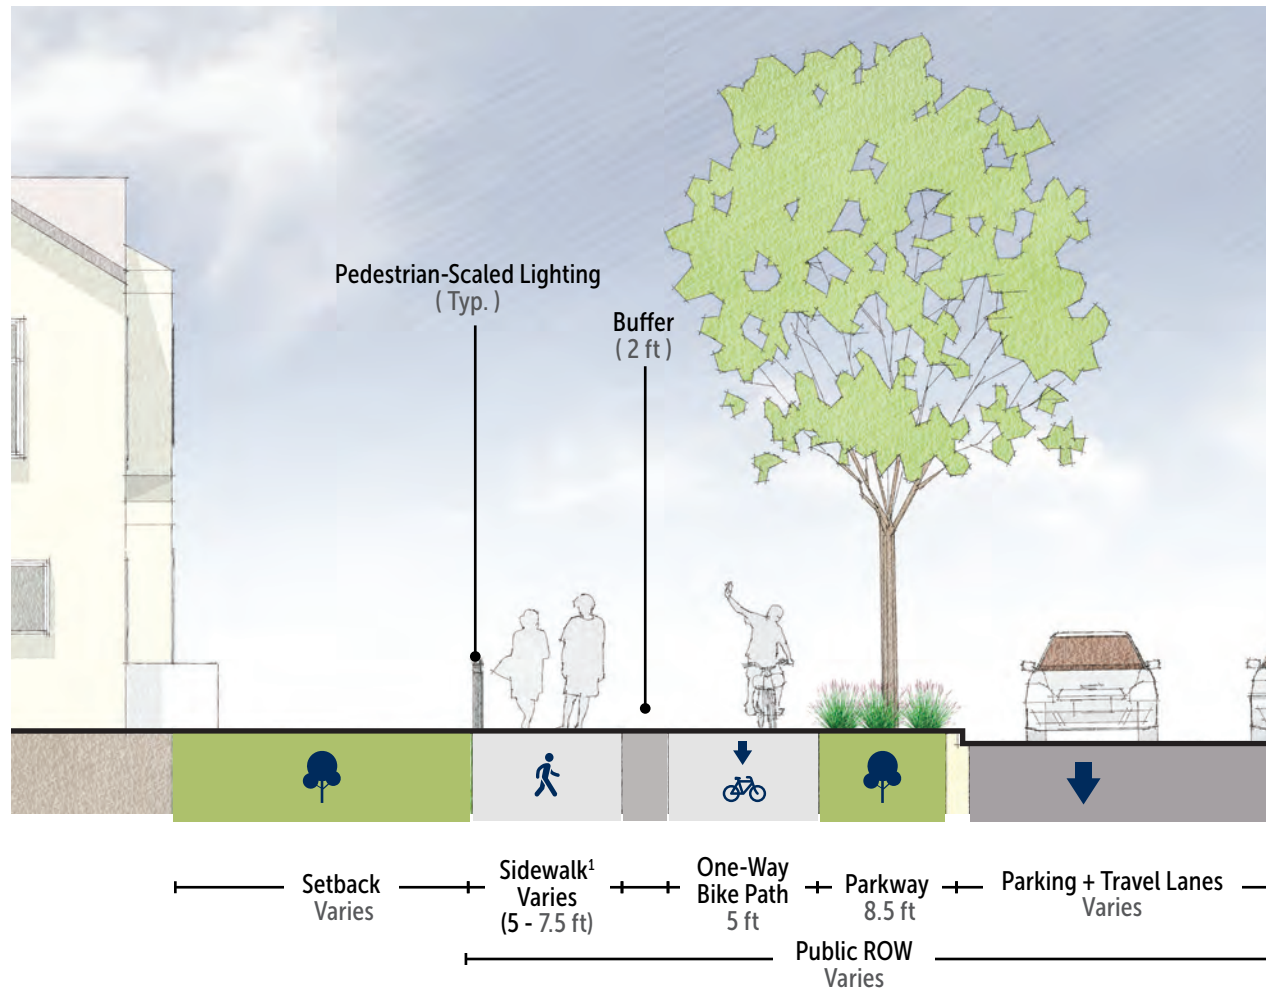 Pedestrian-Scaled Lighting
( Typ. )
Buffer
( 2 ft )
Setback
Varies
Sidewalk¹
Varies
(5 - 7.5 ft)
One-Way
Bike Path
5 ft
Parkway
8.5 ft
Parking + Travel Lanes
Varies
Public ROW
Varies